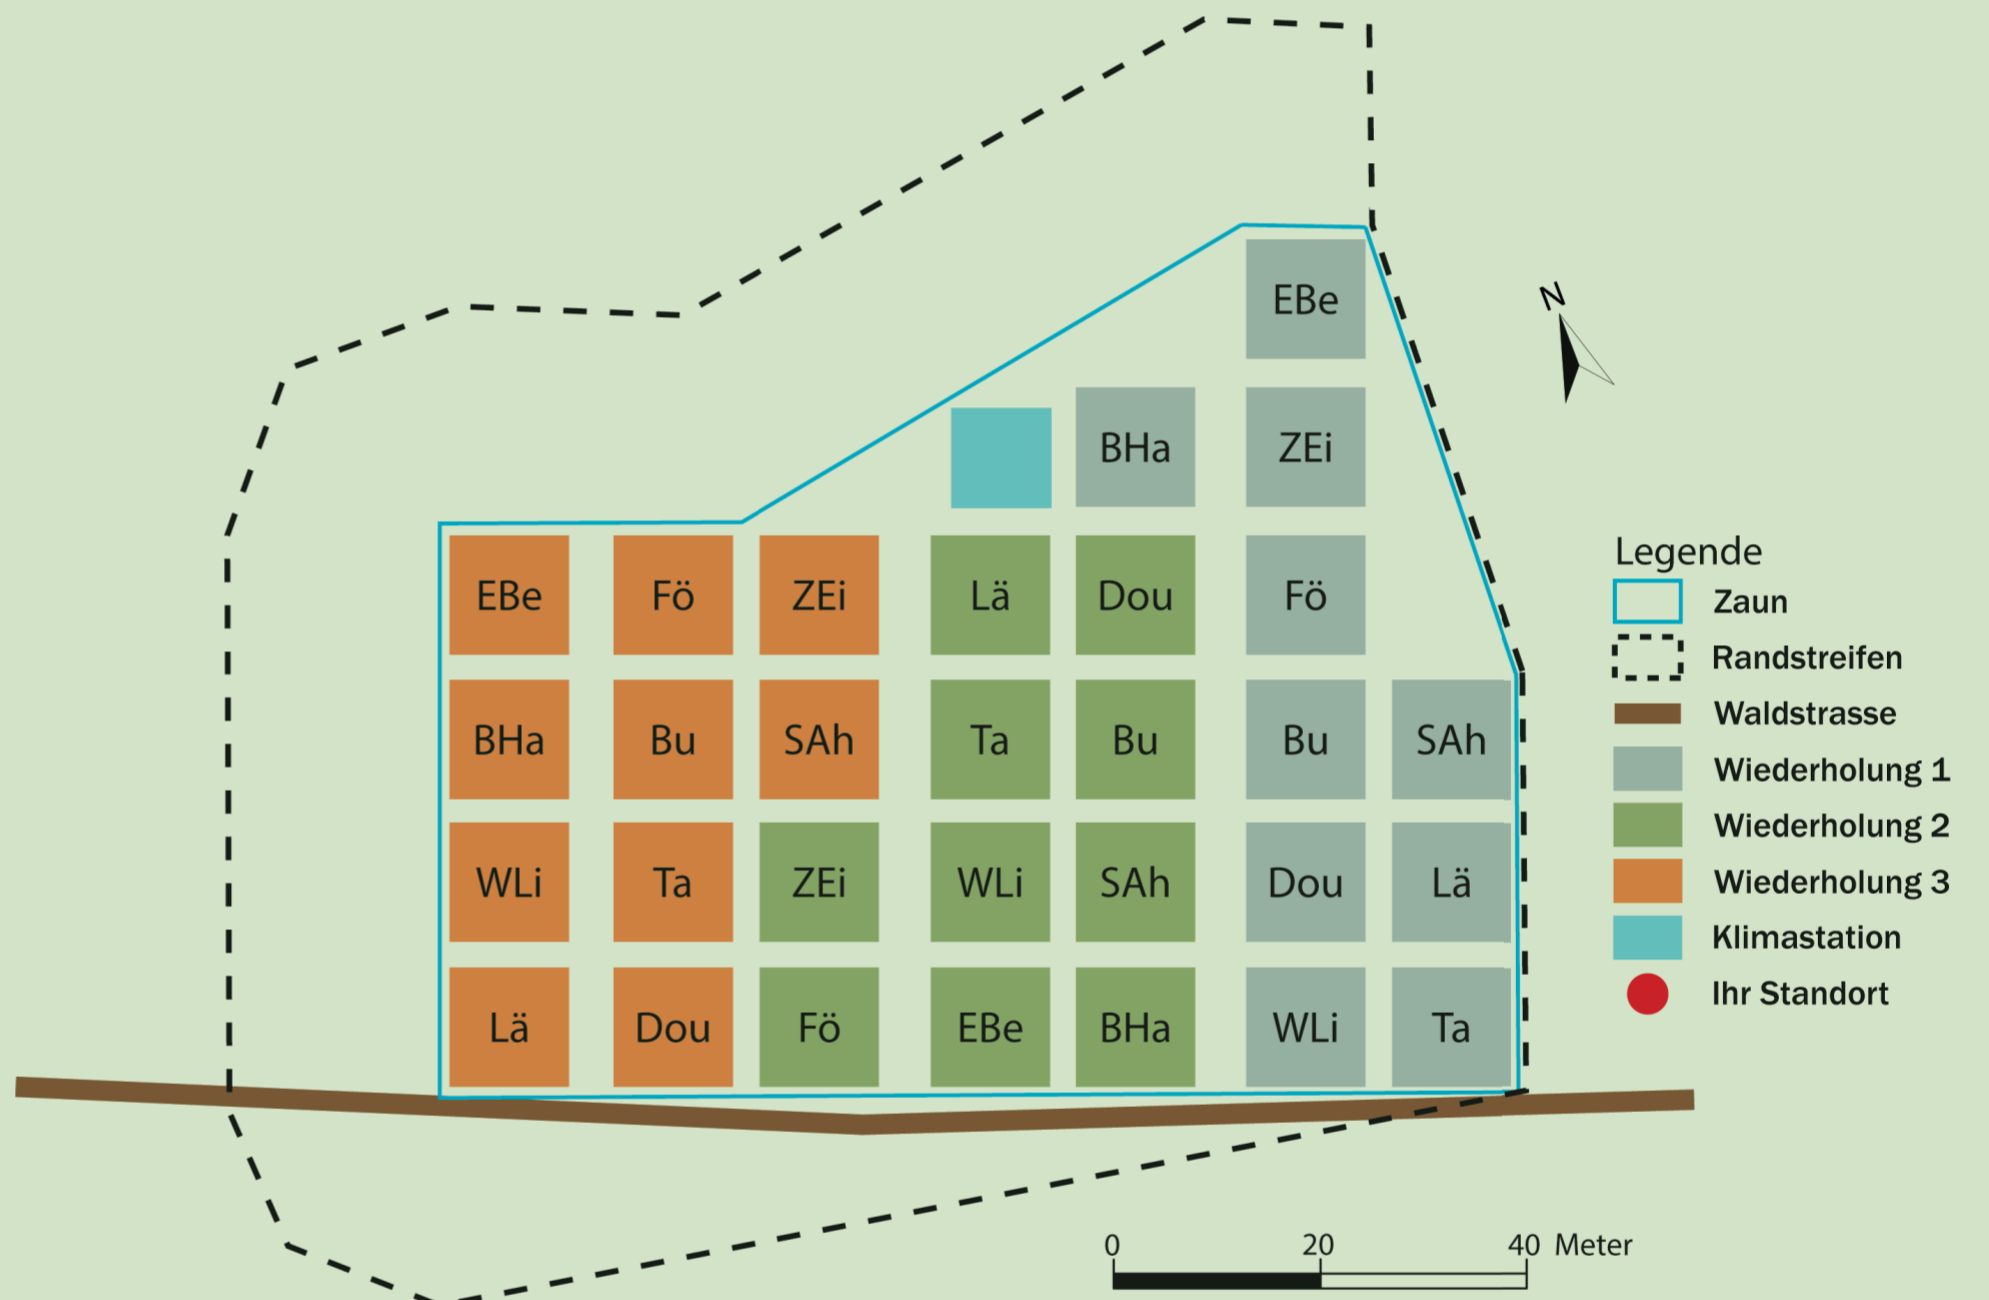 EBe
N
BHa ZEi
EBe Fö ZEi Lä Dou Fö
BHa Bu SAh Ta Bu Bu SAh
WLi Ta ZEi WLi SAh Dou Lä
Lä Dou Fö EBe BHa WLi Ta
Legende
Zaun
Randstreifen
Waldstrasse
Wiederholung 1
Wiederholung 2
Wiederholung 3
Klimastation
Ihr Standort
0 20 40 Meter